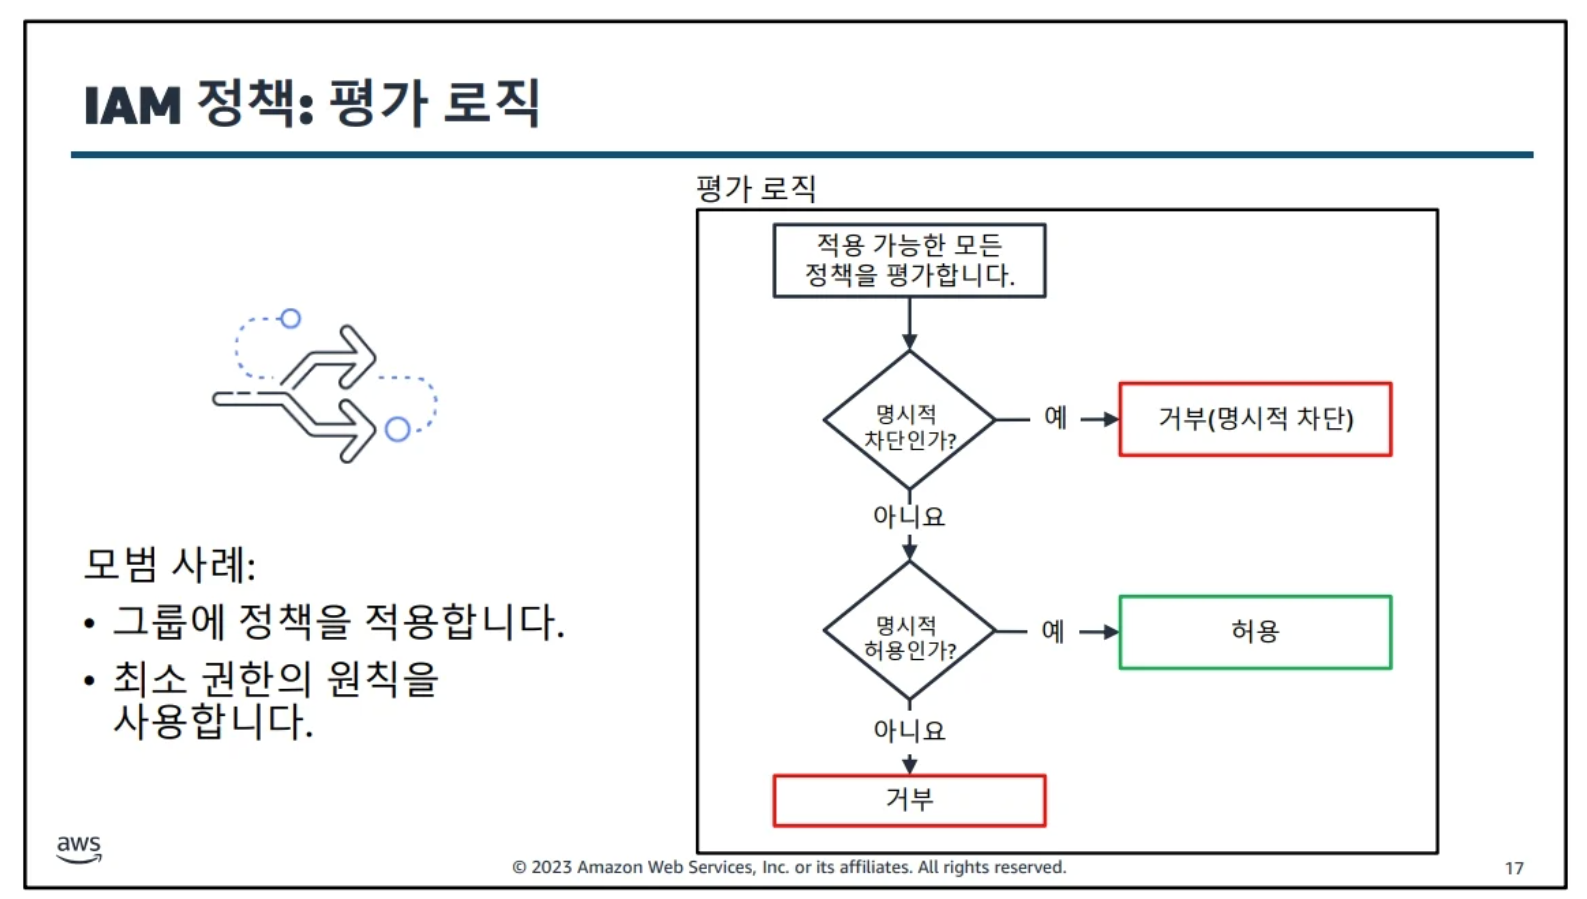 IAM 정책: 평가 로직
평가 로직
적용 가능한 모든
정책을 평가합니다.
명시적
차단인가?
예
거부(명시적 차단)
아니요
명시적
허용인가?
예
허용
아니요
거부
모범 사례:
• 그룹에 정책을 적용합니다.
• 최소 권한의 원칙을
사용합니다.
aws
© 2023 Amazon Web Services, Inc. or its affiliates. All rights reserved.
17